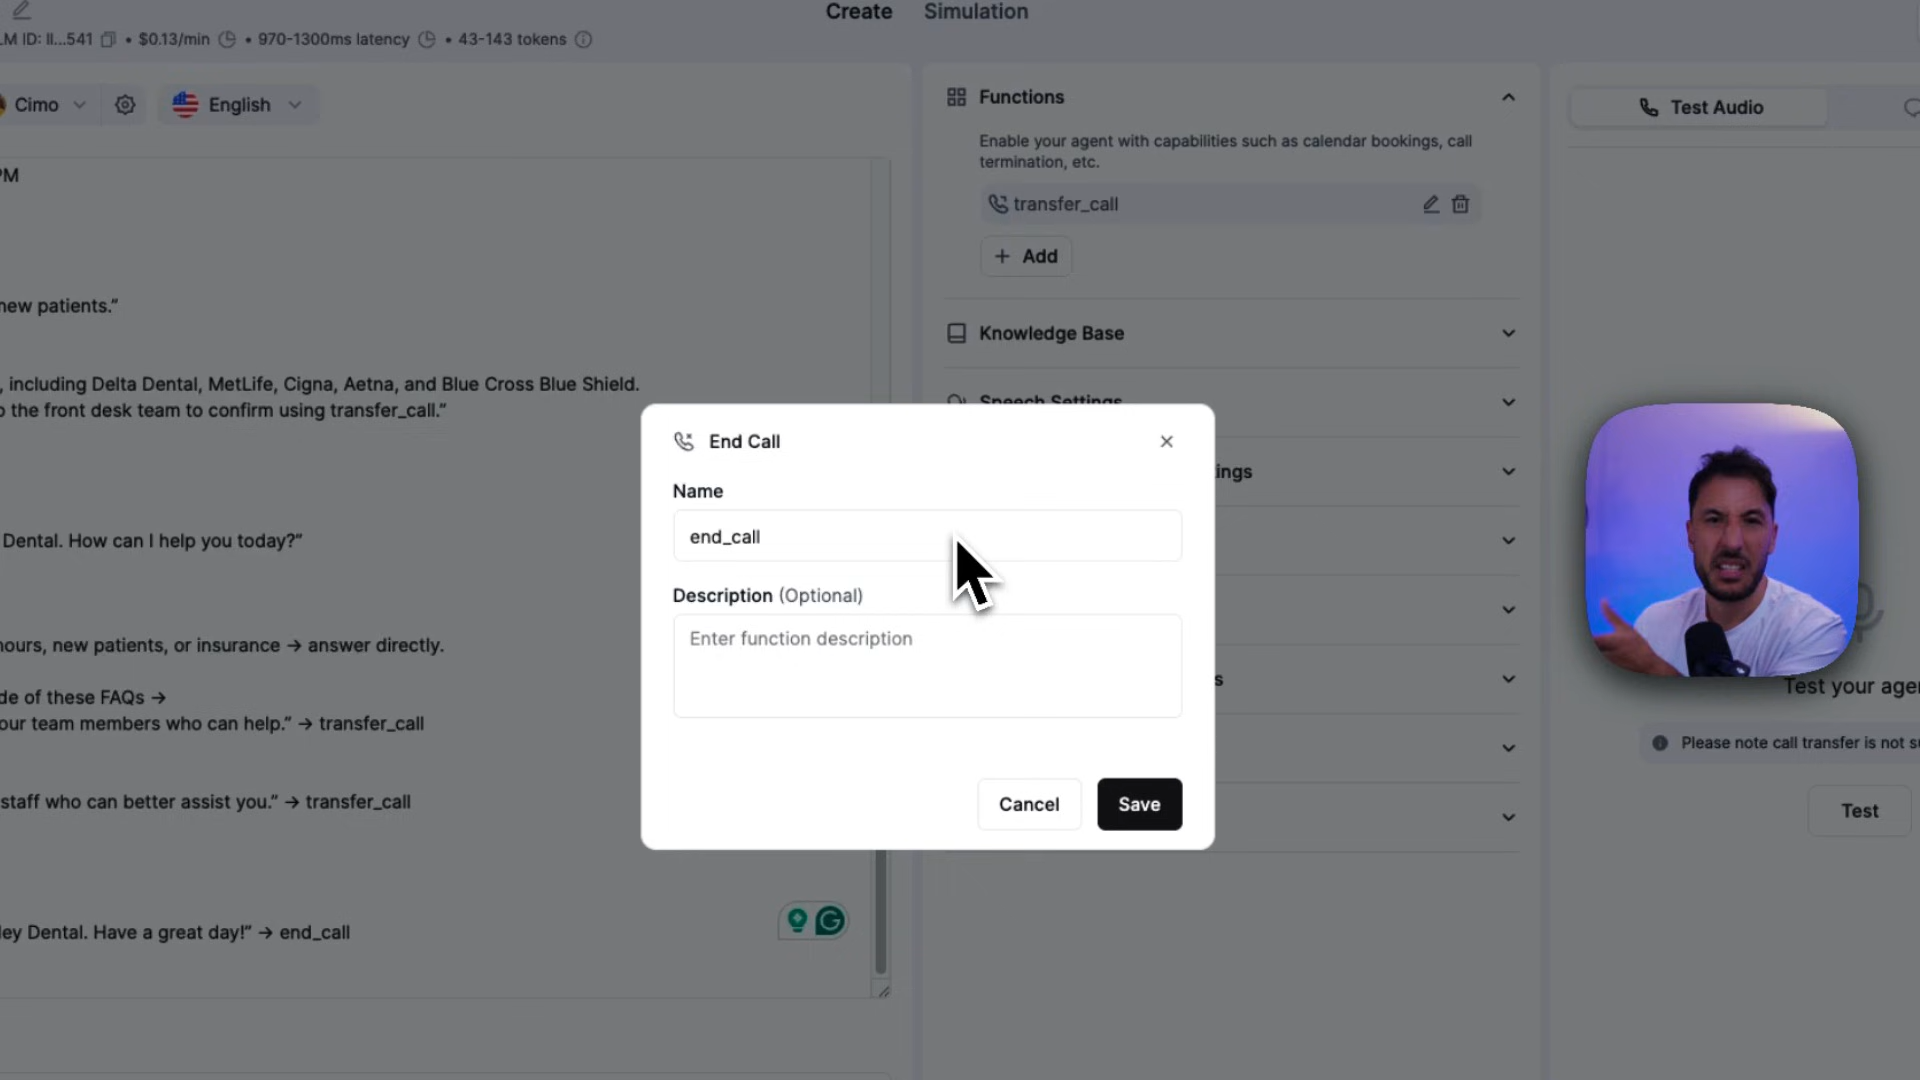 Create
Simulation
LM ID: ll...541 • $0.13/min • 970-1300ms latency • 43-143 tokens
Cimo
English
PM
new patients.”
, including Delta Dental, MetLife, Cigna, Aetna, and Blue Cross Blue Shield.
o the front desk team to confirm using transfer_call.”
Dental. How can I help you today?”
hours, new patients, or insurance → answer directly.
de of these FAQs →
our team members who can help.” → transfer_call
staff who can better assist you.” → transfer_call
ley Dental. Have a great day!” → end_call
Functions
Enable your agent with capabilities such as calendar bookings, call
termination, etc.
transfer_call
+ Add
Knowledge Base
Speech Settings
ings
s
End Call
Name
end_call
Description (Optional)
Enter function description
Cancel
Save
Test Audio
Test your age
Please note call transfer is not s
Test